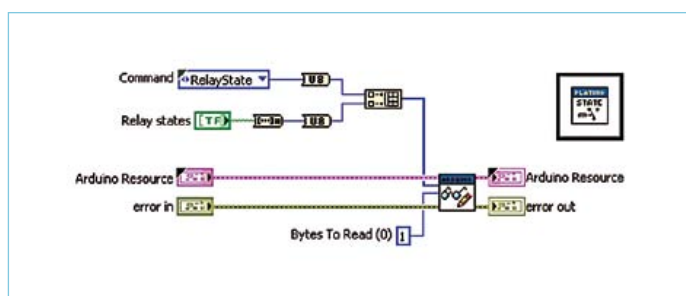 Command
RelayState
U8
Relay states
TF
U8
STATE
Arduino Resource
Arduino Resource
error in
error out
Bytes To Read (0) 1